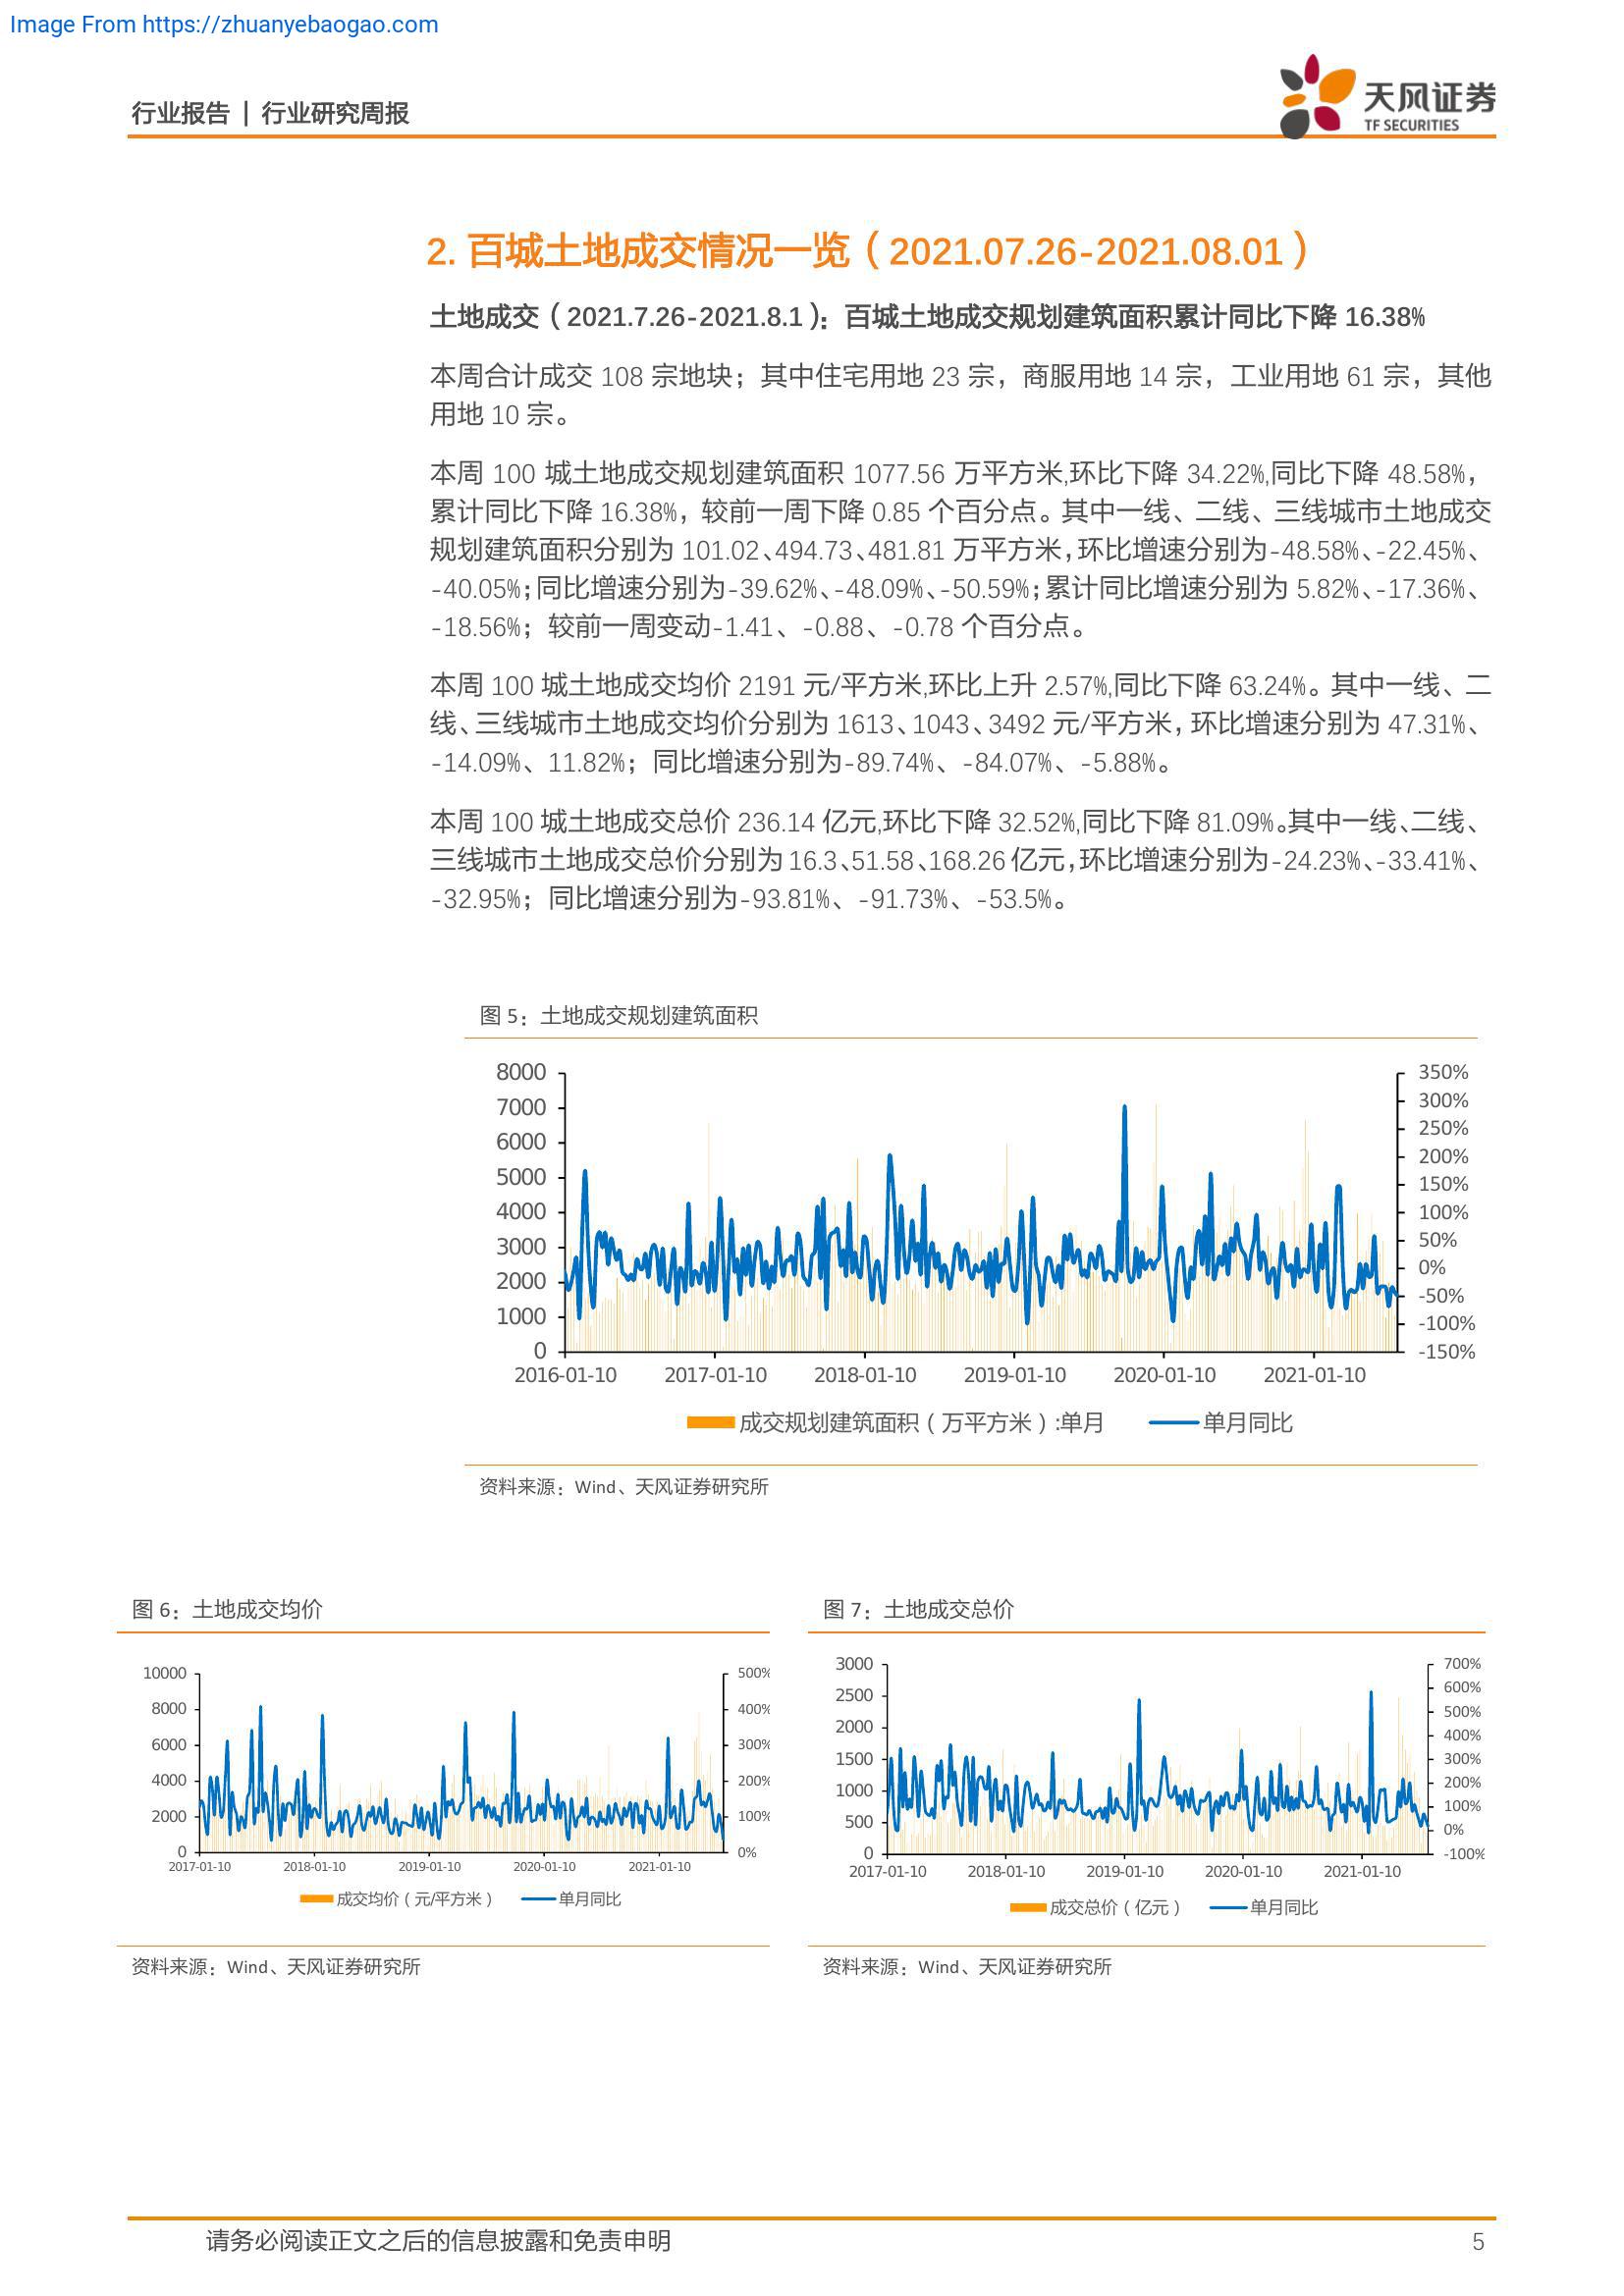 Image From https://zhuanyebaogao.com
行业报告 | 行业研究周报
天风证券
TF SECURITIES
2. 百城土地成交情况一览（2021.07.26-2021.08.01）
土地成交（2021.7.26-2021.8.1）：百城土地成交规划建筑面积累计同比下降 16.38%
本周合计成交 108 宗地块；其中住宅用地 23 宗，商服用地 14 宗，工业用地 61 宗，其他
用地 10 宗。
本周 100 城土地成交规划建筑面积 1077.56 万平方米,环比下降 34.22%,同比下降 48.58%，
累计同比下降 16.38%，较前一周下降 0.85 个百分点。其中一线、二线、三线城市土地成交
规划建筑面积分别为 101.02、494.73、481.81 万平方米，环比增速分别为-48.58%、-22.45%、
-40.05%；同比增速分别为-39.62%、-48.09%、-50.59%；累计同比增速分别为 5.82%、-17.36%、
-18.56%；较前一周变动-1.41、-0.88、-0.78 个百分点。
本周 100 城土地成交均价 2191 元/平方米,环比上升 2.57%,同比下降 63.24%。其中一线、二
线、三线城市土地成交均价分别为 1613、1043、3492 元/平方米，环比增速分别为 47.31%、
-14.09%、11.82%；同比增速分别为-89.74%、-84.07%、-5.88%。
本周 100 城土地成交总价 236.14 亿元,环比下降 32.52%,同比下降 81.09%。其中一线、二线、
三线城市土地成交总价分别为 16.3、51.58、168.26 亿元，环比增速分别为-24.23%、-33.41%、
-32.95%；同比增速分别为-93.81%、-91.73%、-53.5%。
图 5：土地成交规划建筑面积
8000 350%
7000 300%
250%
6000
200%
5000 150%
4000 100%
3000 50%
0%
2000
-50%
1000 -100%
0 -150%
2016-01-10 2017-01-10 2018-01-10 2019-01-10 2020-01-10 2021-01-10
成交规划建筑面积（万平方米）:单月 单月同比
资料来源：Wind、天风证券研究所
图 6：土地成交均价
10000 500%
8000 400%
6000 300%
4000 200%
2000 100%
0 0%
2017-01-10 2018-01-10 2019-01-10 2020-01-10 2021-01-10
成交均价（元/平方米） 单月同比
资料来源：Wind、天风证券研究所
图 7：土地成交总价
3000 700%
600%
2500
500%
2000 400%
1500 300%
200%
1000
100%
500 0%
0 -100%
2017-01-10 2018-01-10 2019-01-10 2020-01-10 2021-01-10
成交总价（亿元） 单月同比
资料来源：Wind、天风证券研究所
请务必阅读正文之后的信息披露和免责申明 5